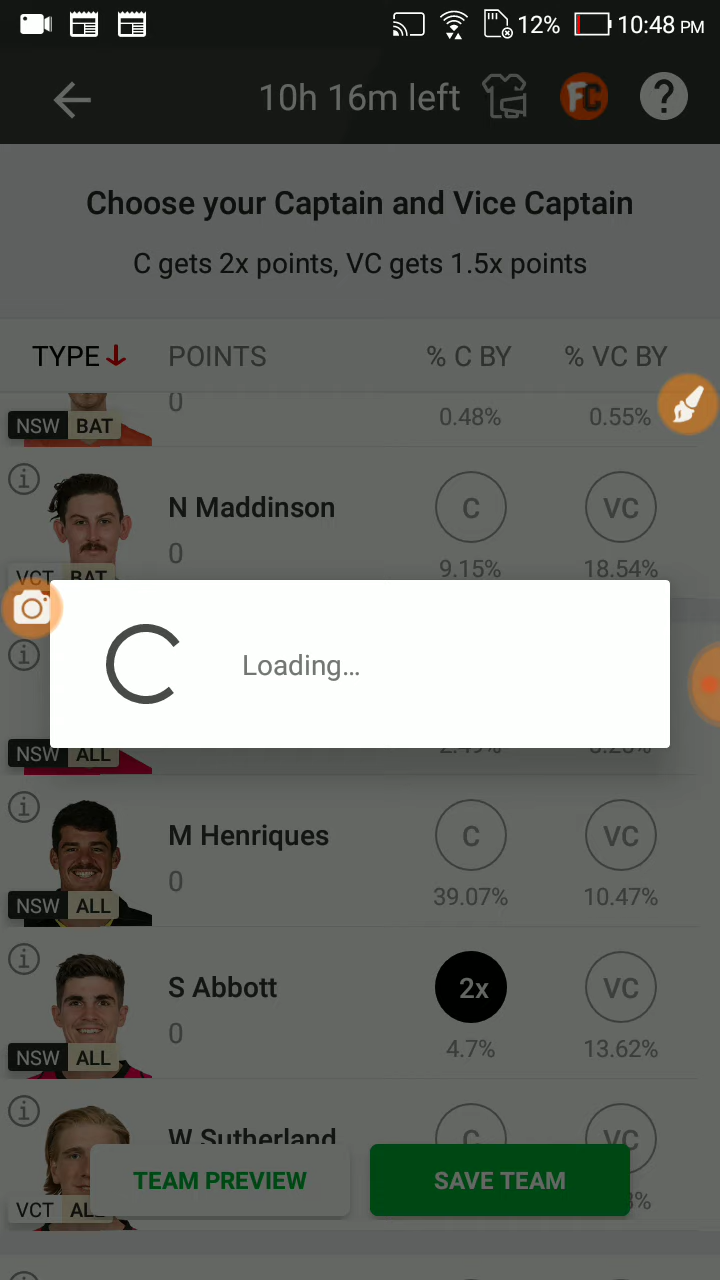 12% 10:48 PM
10h 16m left FC ?
Choose your Captain and Vice Captain
C gets 2x points, VC gets 1.5x points
TYPE POINTS % C BY % VC BY
0
NSW BAT 0.48% 0.55%
N Maddinson C VC
0
VCT BAT 9.15% 18.54%
Loading...
NSW ALL
M Henriques C VC
0
NSW ALL 39.07% 10.47%
S Abbott 2x VC
0
NSW ALL 4.7% 13.62%
W Sutherland C VC
TEAM PREVIEW SAVE TEAM
VCT ALL